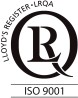 LLOYD'S REGISTER • LRQA
R
ISO 9001